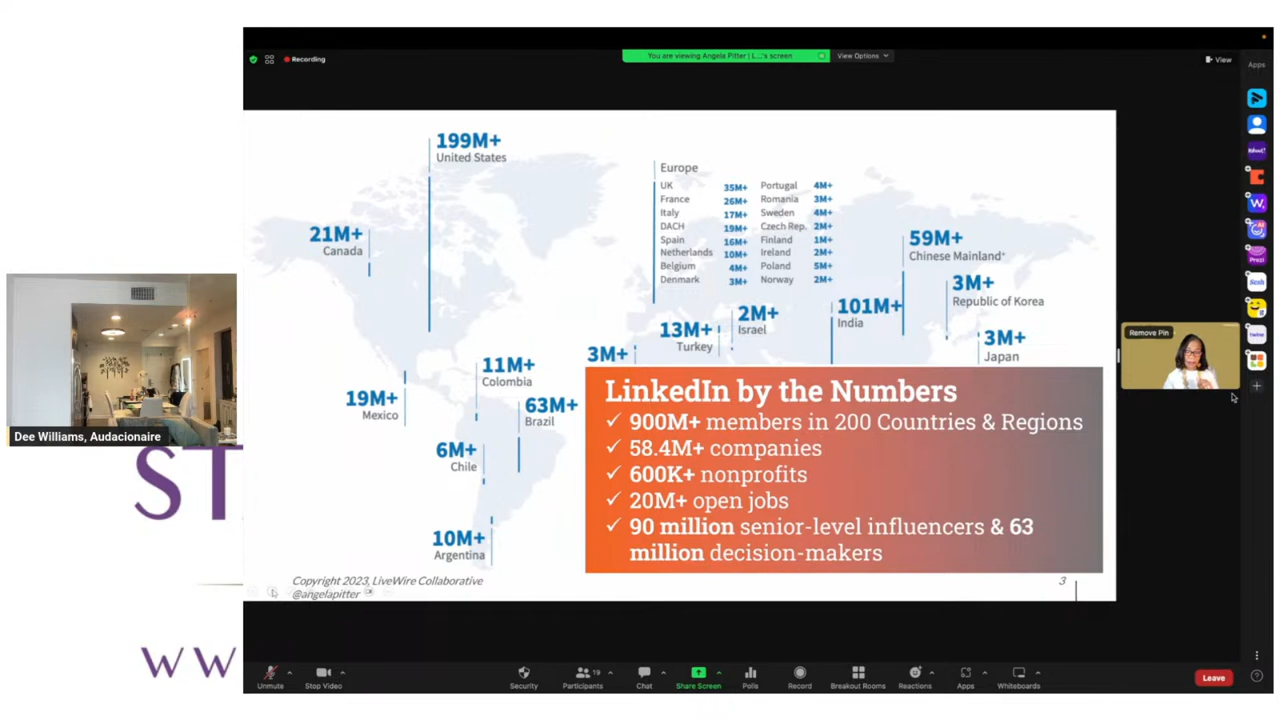 Recording
You are viewing Angela Pitter | L...'s screen
View Options
View
Apps
199M+
United States
21M+
Canada
Europe
UK 35M+ Portugal 4M+
France 26M+ Romania 3M+
Italy 17M+ Sweden 4M+
DACH 19M+ Czech Rep. 2M+
Spain 16M+ Finland 1M+
Netherlands 10M+ Ireland 2M+
Belgium 4M+ Poland 5M+
Denmark 3M+ Norway 2M+
59M+
Chinese Mainland*
3M+
Republic of Korea
101M+
India
2M+
Israel
13M+
Turkey
3M+
3M+
Japan
11M+
Colombia
19M+
Mexico
63M+
Brazil
6M+
Chile
10M+
Argentina
LinkedIn by the Numbers
✓ 900M+ members in 200 Countries & Regions
✓ 58.4M+ companies
✓ 600K+ nonprofits
✓ 20M+ open jobs
✓ 90 million senior-level influencers & 63
million decision-makers
Copyright 2023, LiveWire Collaborative
@angelapitter
3
Remove Pin
Dee Williams, Audacionaire
ST
WW
Unmute
Stop Video
Security
Participants 19
Chat
Share Screen
Polls
Record
Breakout Rooms
Reactions
Apps
Whiteboards
Leave